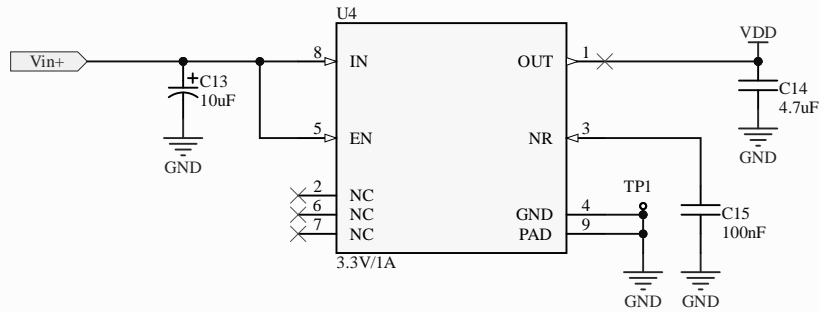 U4
VDD
Vin+
8
IN
OUT
1
C13
10uF
C14
4.7uF
GND
5
EN
NR
3
GND
2
NC
6
NC
7
NC
TP1
GND
4
PAD
9
C15
100nF
3.3V/1A
GND
GND